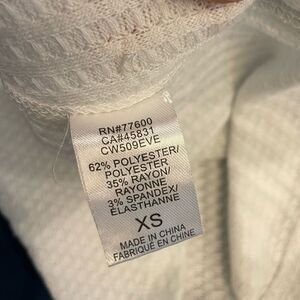 RN#77600
CA#45831
CW509EVE
62% POLYESTER/
POLYESTER
35% RAYON/
RAYONNE
3% SPANDEX/
ELASTHANNE
XS
MADE IN CHINA
FABRIQUÉ EN CHINE